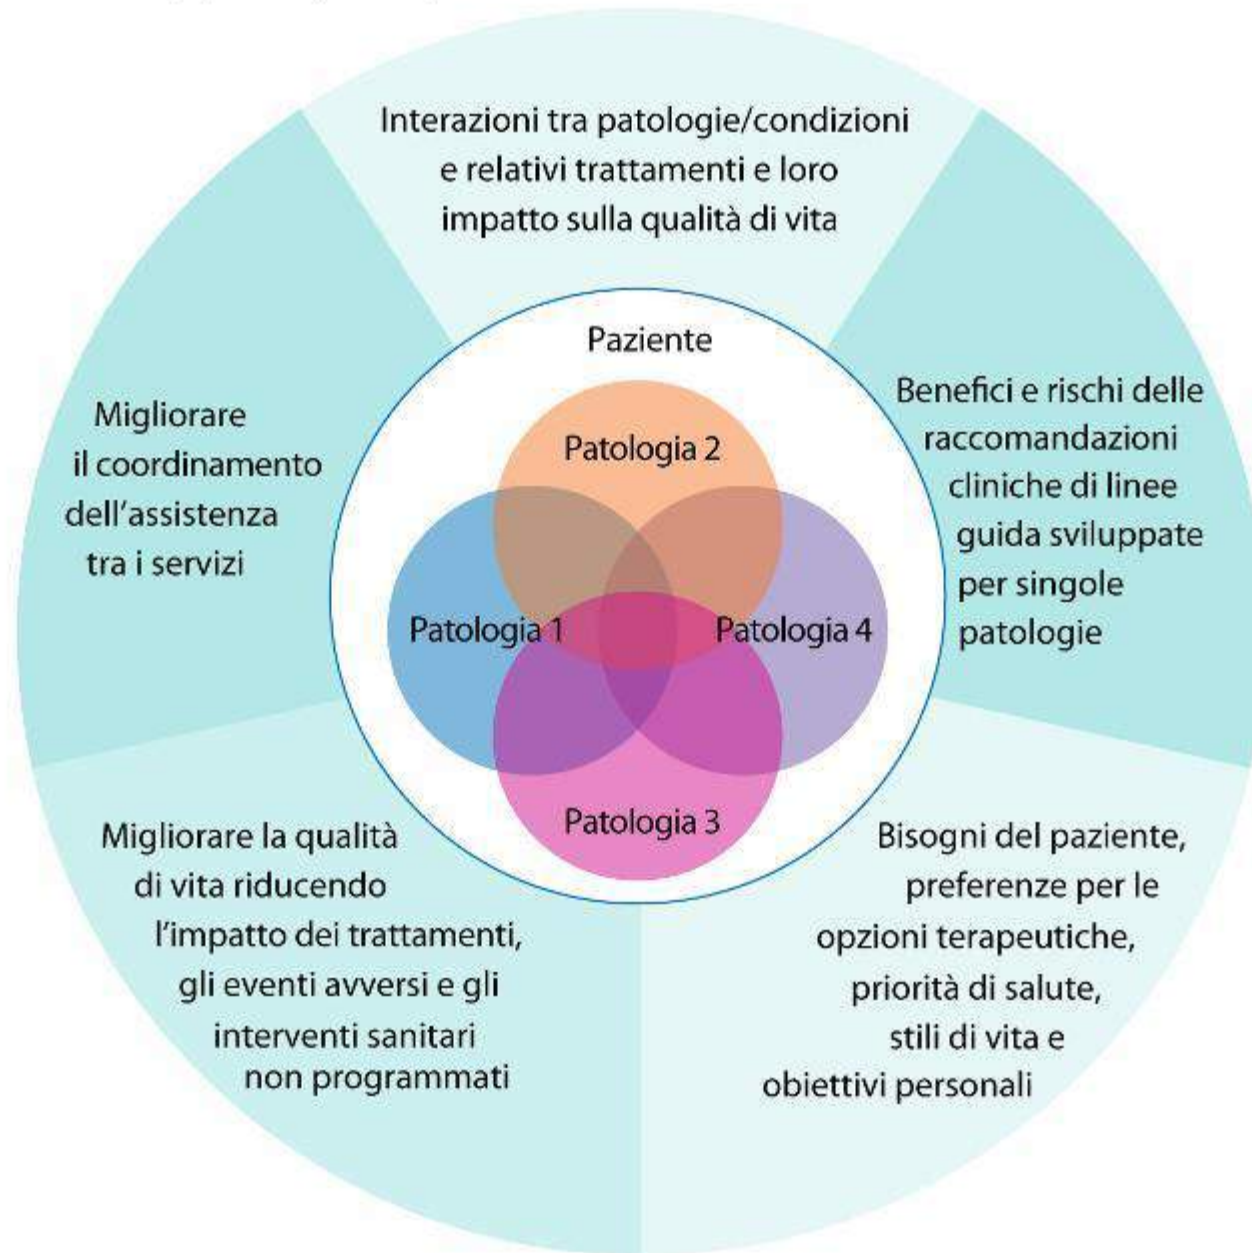 Interazioni tra patologie/condizioni
e relativi trattamenti e loro
impatto sulla qualità di vita
Benefici e rischi delle
raccomandazioni
cliniche di linee
guida sviluppate
per singole
patologie
Bisogni del paziente,
preferenze per le
opzioni terapeutiche,
priorità di salute,
stili di vita e
obiettivi personali
Migliorare la qualità
di vita riducendo
l'impatto dei trattamenti,
gli eventi avversi e gli
interventi sanitari
non programmati
Migliorare
il coordinamento
dell'assistenza
tra i servizi
Paziente
Patologia 2
Patologia 1
Patologia 4
Patologia 3